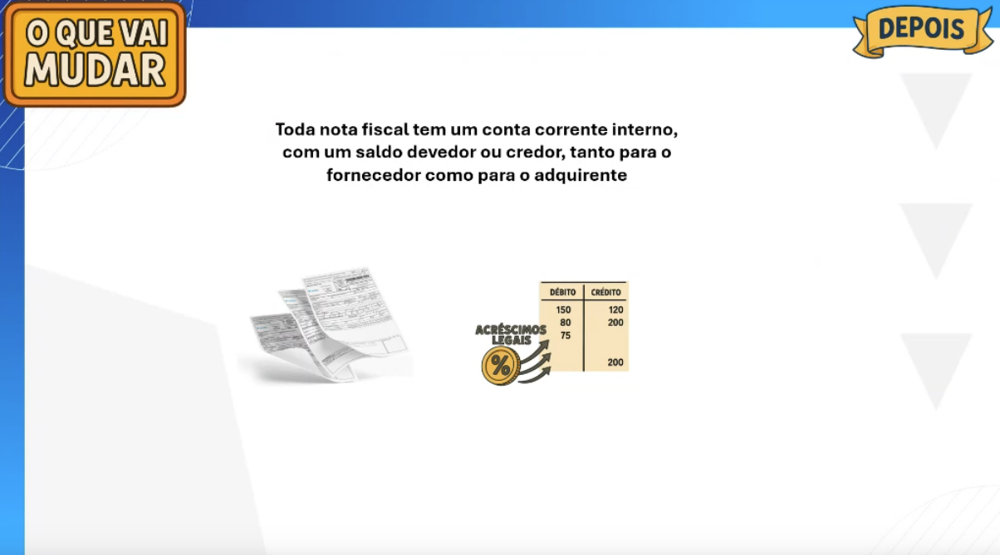 O QUE VAI
MUDAR
DEPOIS
Toda nota fiscal tem um conta corrente interno,
com um saldo devedor ou credor, tanto para o
fornecedor como para o adquirente
DÉBITO CRÉDITO
150 120
80 200
75
200
ACRÉSCIMOS
LEGAIS
%